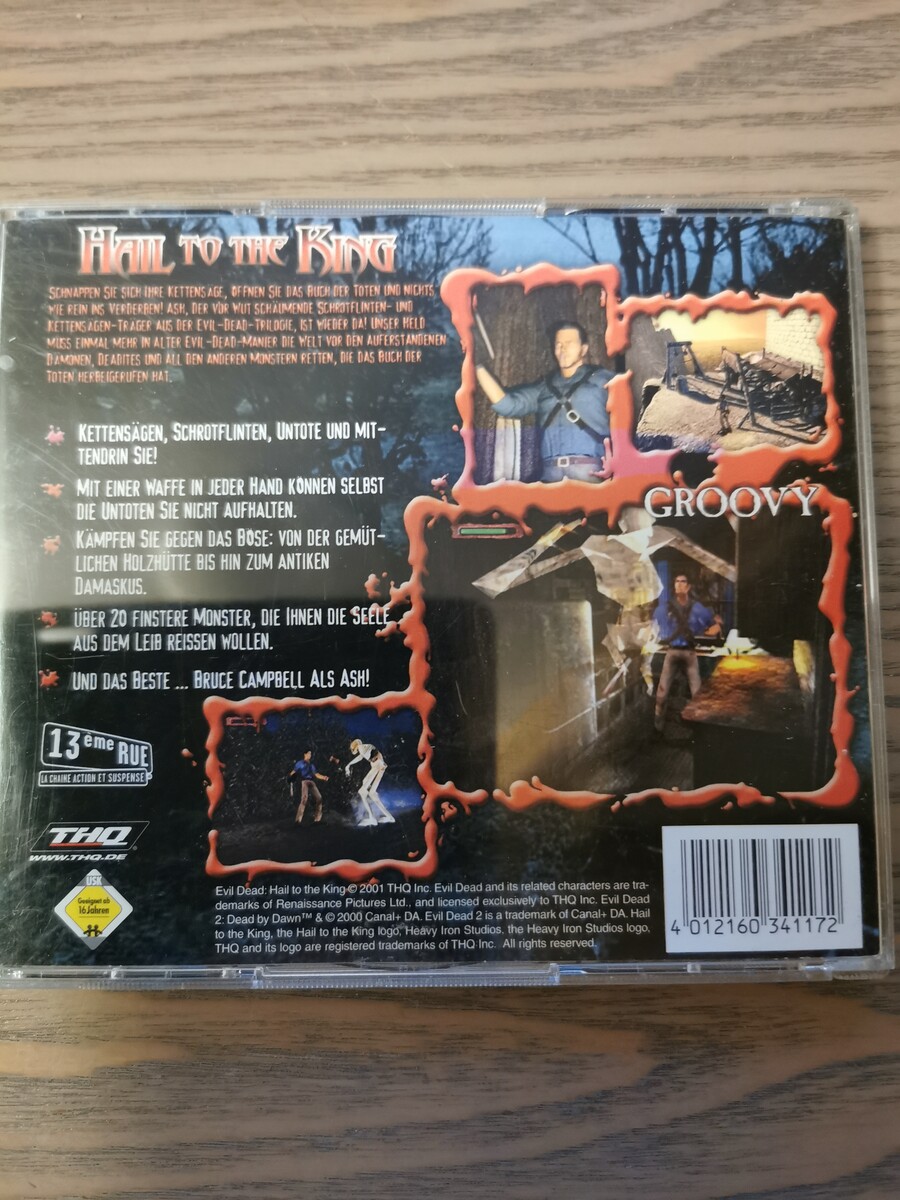 HAIL TO THE KING
SCHNAPPEN SIE SICH IHRE KETTENSÄGE, ÖFFNEN SIE DAS BUCH DER TOTEN UND NICHTS
WIE REIN INS VERDERBEN! ASH, DER VOR WUT SCHÄUMENDE SCHROTFLINTEN- UND
KETTENSÄGEN-TRÄGER AUS DER EVIL-DEAD-TRILOGIE, IST WIEDER DA! UNSER HELD
MUSS EINMAL MEHR IN ALTER EVIL-DEAD-MANIER DIE WELT VOR DEN AUFERSTANDENEN
DÄMONEN, DEADITES UND ALL DEN ANDEREN MONSTERN RETTEN, DIE DAS BUCH DER
TOTEN HERBEIGERUFEN HAT.
KETTENSÄGEN, SCHROTFLINTEN, UNTOTE UND MIT-
TENDRIN SIE!
MIT EINER WAFFE IN JEDER HAND KÖNNEN SELBST
DIE UNTOTEN SIE NICHT AUFHALTEN.
KÄMPFEN SIE GEGEN DAS BÖSE: VON DER GEMÜT-
LICHEN HOLZHÜTTE BIS HIN ZUM ANTIKEN
DAMASKUS.
ÜBER 20 FINSTERE MONSTER, DIE IHNEN DIE SEELE
AUS DEM LEIB REISSEN WOLLEN.
UND DAS BESTE ... BRUCE CAMPBELL ALS ASH!
GROOVY
13eme RUE
LA CHAINE ACTION ET SUSPENSE
THQ
WWW.THQ.DE
USK
Geeignet ab
16 Jahren
Evil Dead: Hail to the King © 2001 THQ Inc. Evil Dead and its related characters are tra-
demarks of Renaissance Pictures Ltd., and licensed exclusively to THQ Inc. Evil Dead
2: Dead by Dawn™ & © 2000 Canal+ DA. Evil Dead 2 is a trademark of Canal+ DA. Hail
to the King, the Hail to the King logo, Heavy Iron Studios, the Heavy Iron Studios logo,
THQ and its logo are registered trademarks of THQ Inc. All rights reserved.
4 012160 341172